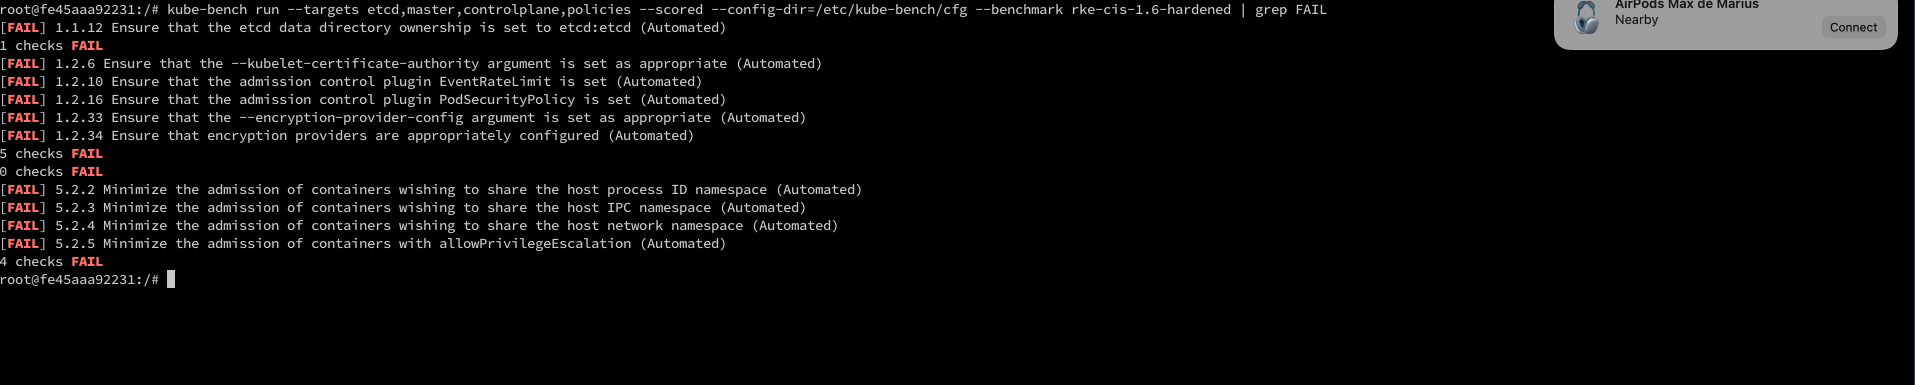 root@fe45aaa92231:/# kube-bench run --targets etcd,master,controlplane,policies --scored --config-dir=/etc/kube-bench/cfg --benchmark rke-cis-1.6-hardened | grep FAIL
[FAIL] 1.1.12 Ensure that the etcd data directory ownership is set to etcd:etcd (Automated)
1 checks FAIL
[FAIL] 1.2.6 Ensure that the --kubelet-certificate-authority argument is set as appropriate (Automated)
[FAIL] 1.2.10 Ensure that the admission control plugin EventRateLimit is set (Automated)
[FAIL] 1.2.16 Ensure that the admission control plugin PodSecurityPolicy is set (Automated)
[FAIL] 1.2.33 Ensure that the --encryption-provider-config argument is set as appropriate (Automated)
[FAIL] 1.2.34 Ensure that encryption providers are appropriately configured (Automated)
5 checks FAIL
0 checks FAIL
[FAIL] 5.2.2 Minimize the admission of containers wishing to share the host process ID namespace (Automated)
[FAIL] 5.2.3 Minimize the admission of containers wishing to share the host IPC namespace (Automated)
[FAIL] 5.2.4 Minimize the admission of containers wishing to share the host network namespace (Automated)
[FAIL] 5.2.5 Minimize the admission of containers with allowPrivilegeEscalation (Automated)
4 checks FAIL
root@fe45aaa92231:/#
AirPods Max de Marius
Nearby
Connect